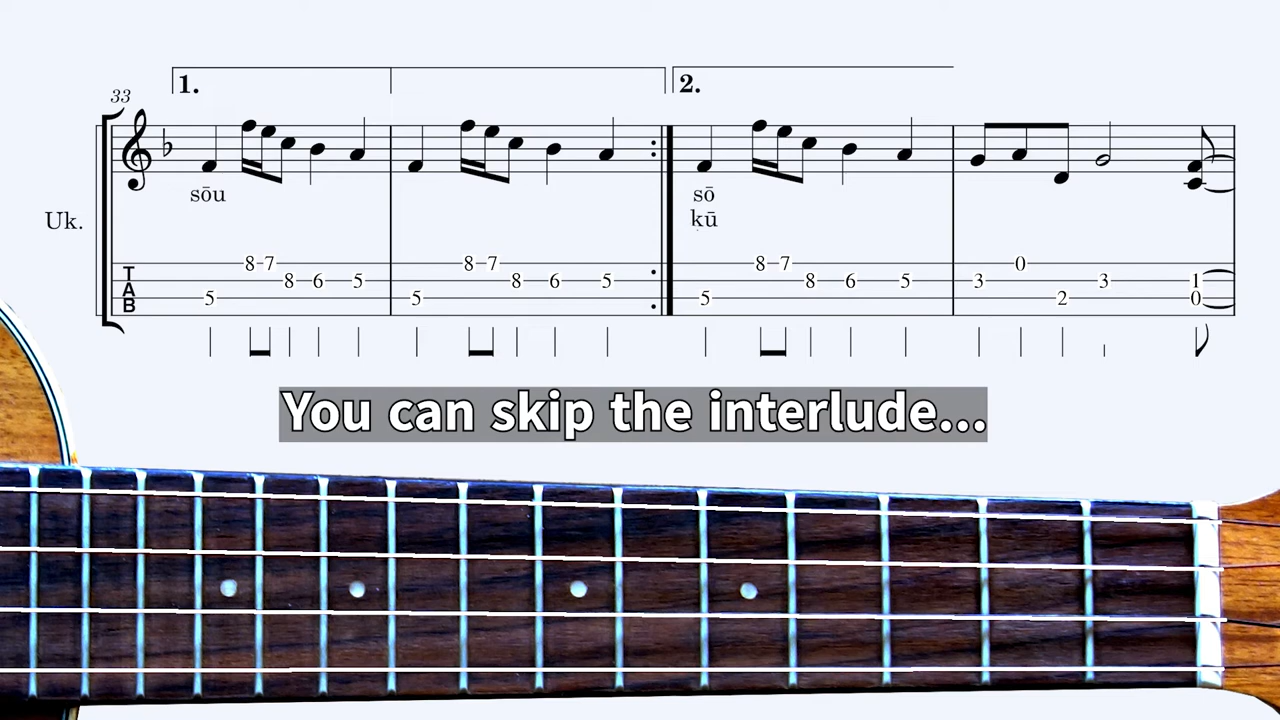 1.
2.
33
sōu
sō
Uk.
kū
8 7 8 7 8 7 0
T 8 6 5 8 6 5 8 6 5 3 3 1
A 5 5 5 2 0
B
You can skip the interlude...